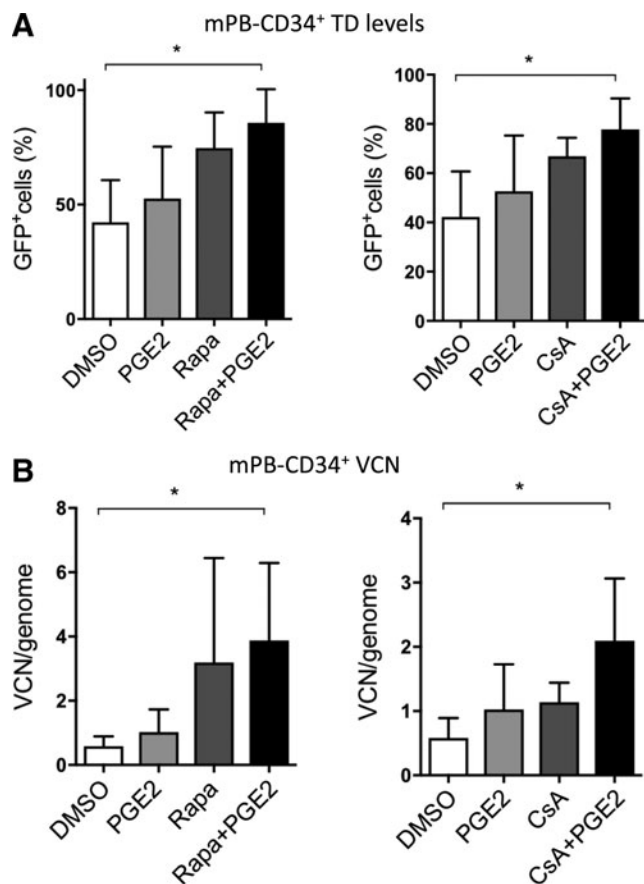 A
mPB-CD34⁺ TD levels
*
100
50
0
GFP⁺cells (%)
DMSO
PGE2
Rapa
Rapa+PGE2
*
100
80
60
40
20
0
GFP⁺cells (%)
DMSO
PGE2
CsA
CsA+PGE2
B
mPB-CD34⁺ VCN
*
8
6
4
2
0
VCN/genome
DMSO
PGE2
Rapa
Rapa+PGE2
*
4
3
2
1
0
VCN/genome
DMSO
PGE2
CsA
CsA+PGE2